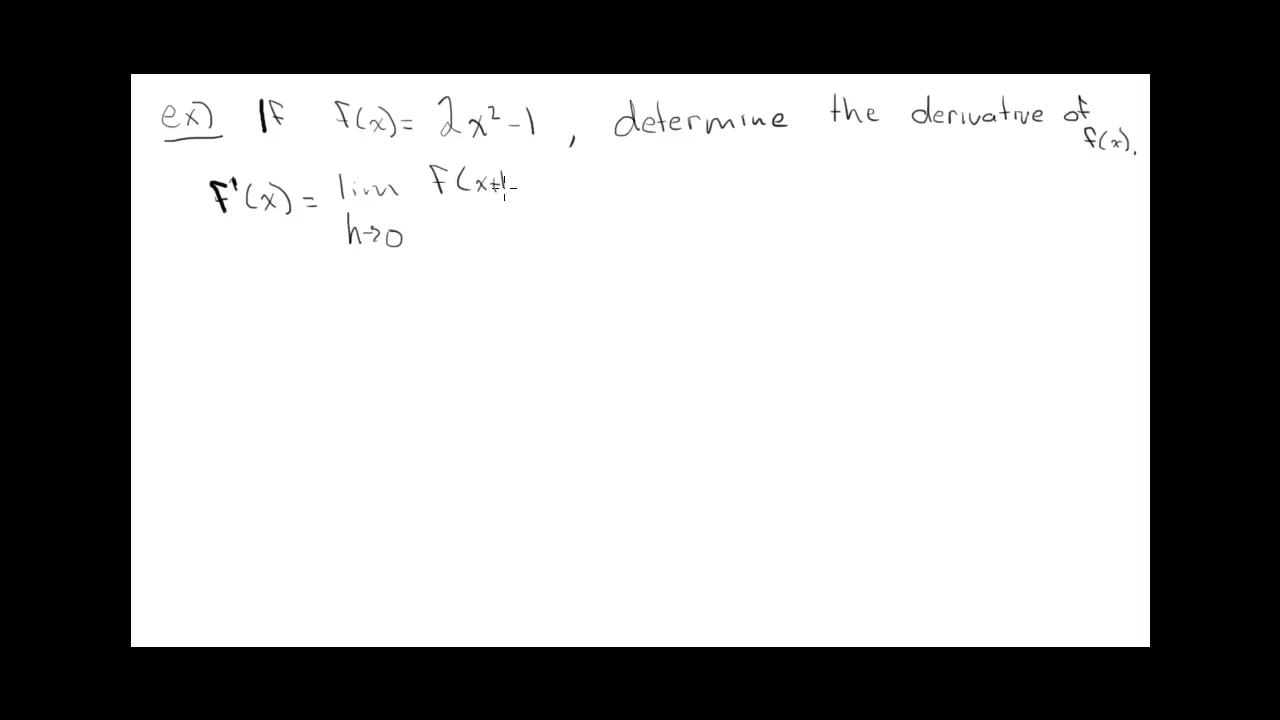 ex) If f(x) = 2x² - 1, determine the derivative of
f(x).
f'(x) = lim f(x+
h→0